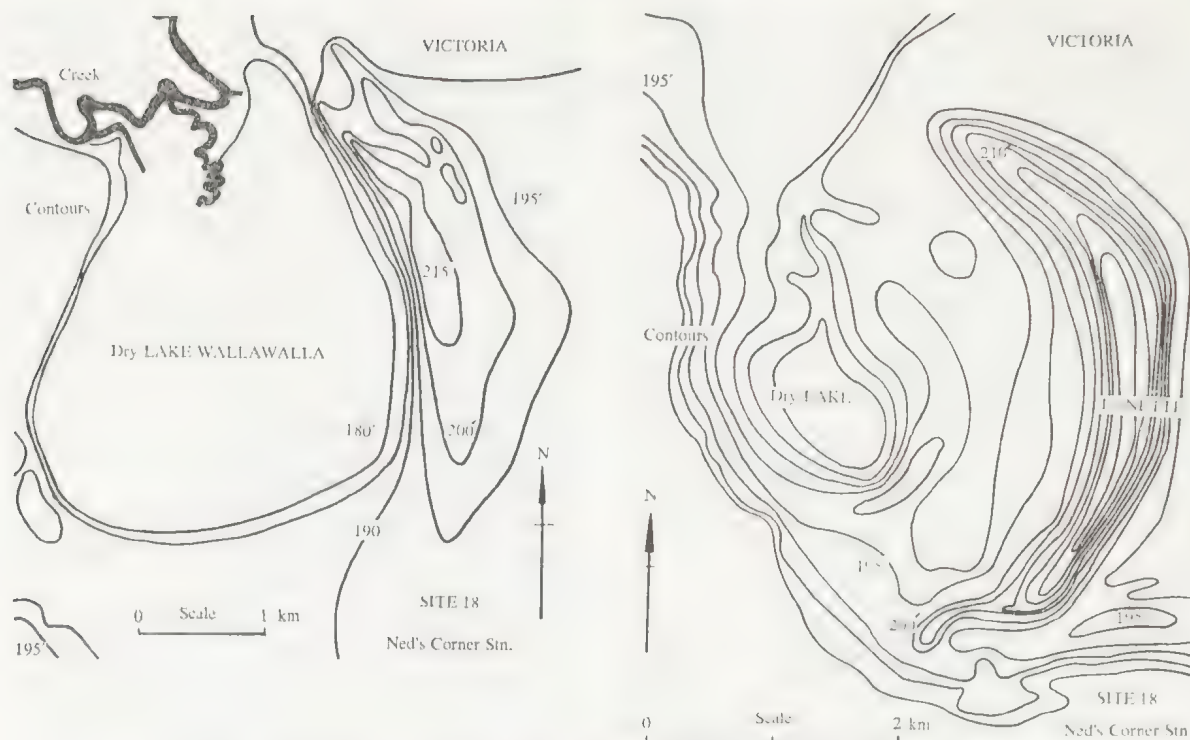 VICTORIA
Creek
Contours
195'
215
Dry LAKE WALLAWALLA
180'
200'
N
190
0 Scale 1 km
SITE 18
195'
Ned's Corner Stn.
VICTORIA
195'
210
Contours
Dry LAKE
N
195
SITE 18
0 Scale 2 km
Ned's Corner Stn